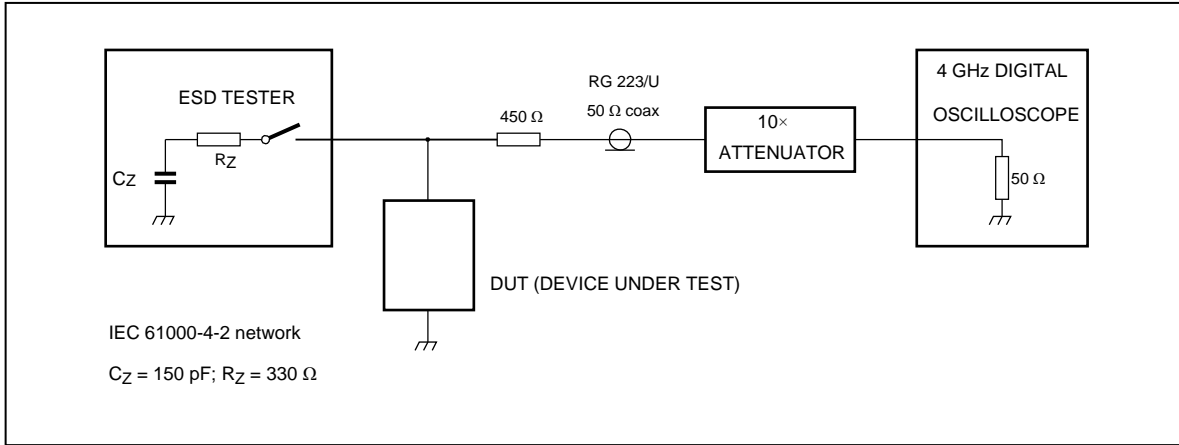 ESD TESTER
RZ
CZ
450 Ω
RG 223/U
50 Ω coax
10×
ATTENUATOR
4 GHz DIGITAL
OSCILLOSCOPE
50 Ω
DUT (DEVICE UNDER TEST)
IEC 61000-4-2 network
CZ = 150 pF; RZ = 330 Ω